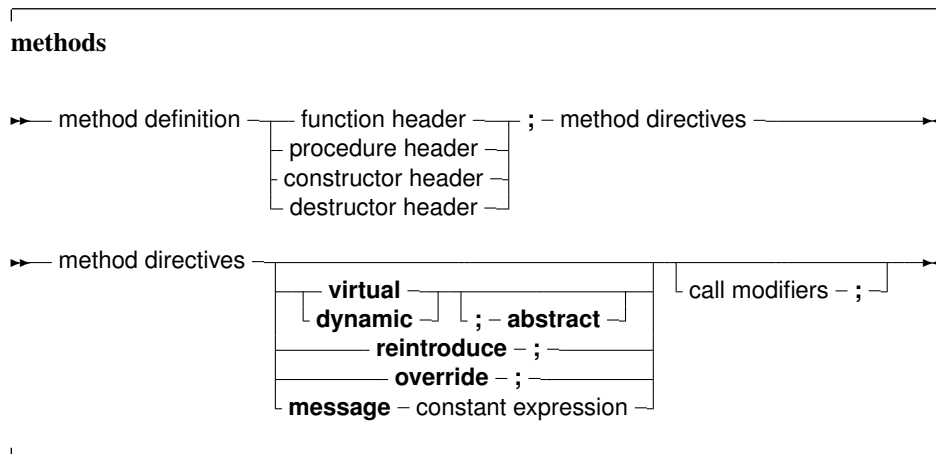 methods
method definition function header ; method directives
procedure header
constructor header
destructor header
method directives
virtual call modifiers ;
dynamic ; abstract
reintroduce ;
override ;
message constant expression